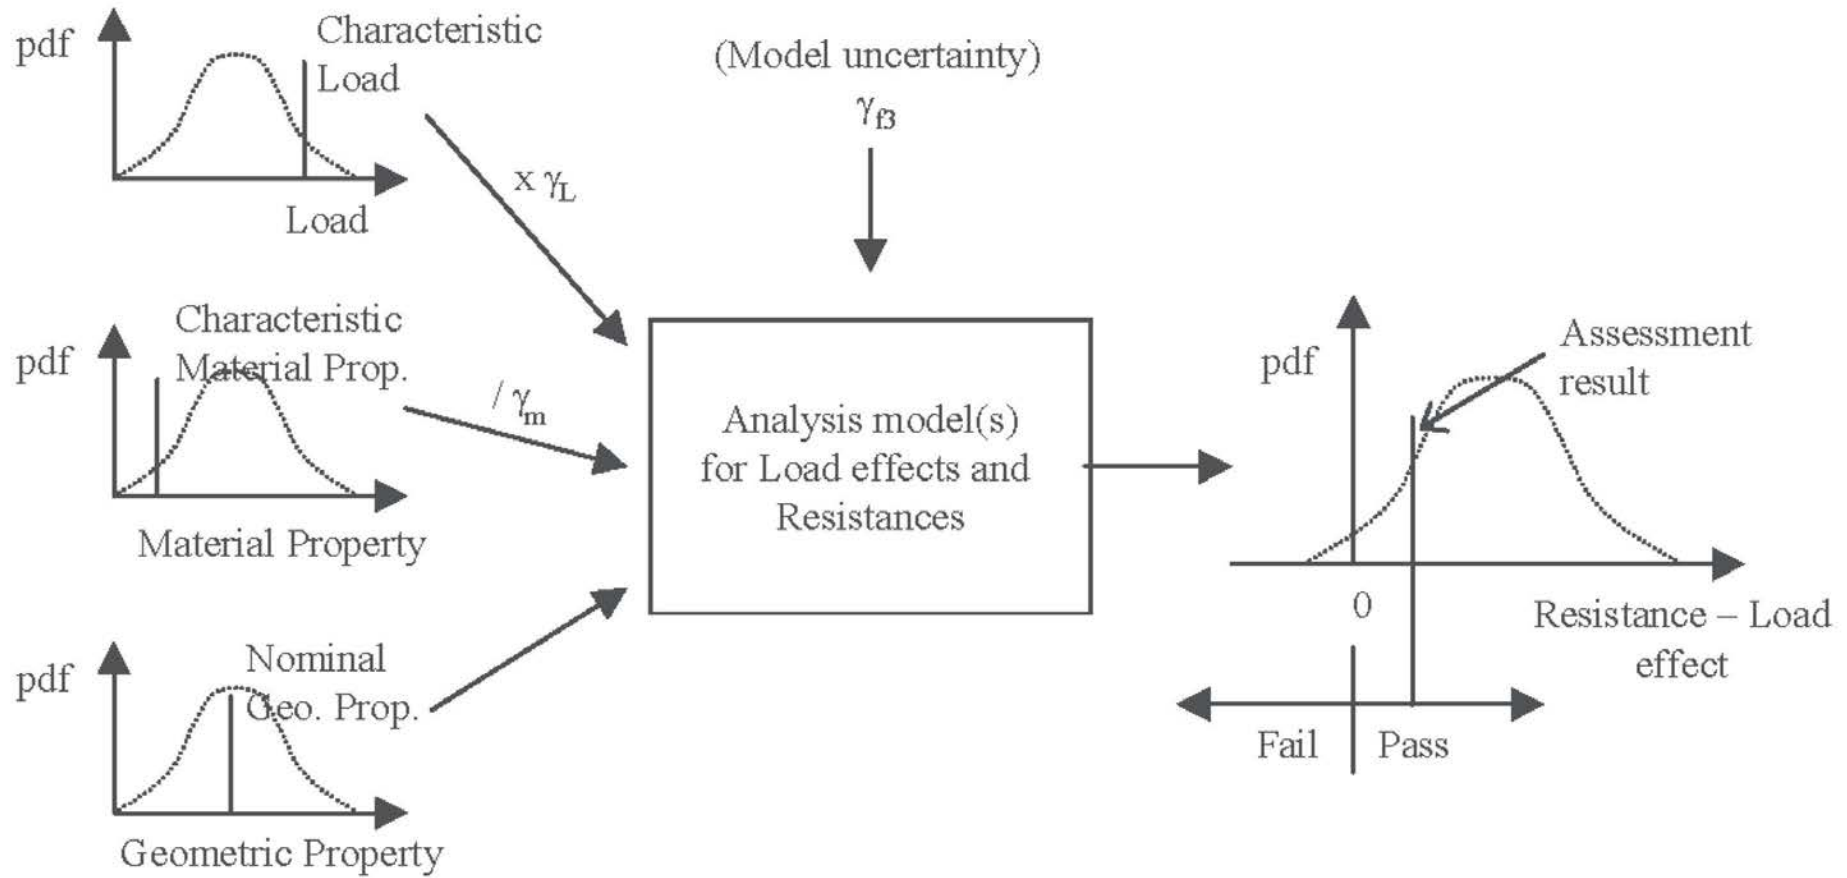 pdf
Characteristic
Load
Load
x γL
(Model uncertainty)
γf3
pdf
Characteristic
Material Prop.
Material Property
/ γm
pdf
Nominal
Geo. Prop.
Geometric Property
Analysis model(s)
for Load effects and
Resistances
pdf
Assessment
result
0
Resistance – Load
effect
Fail
Pass